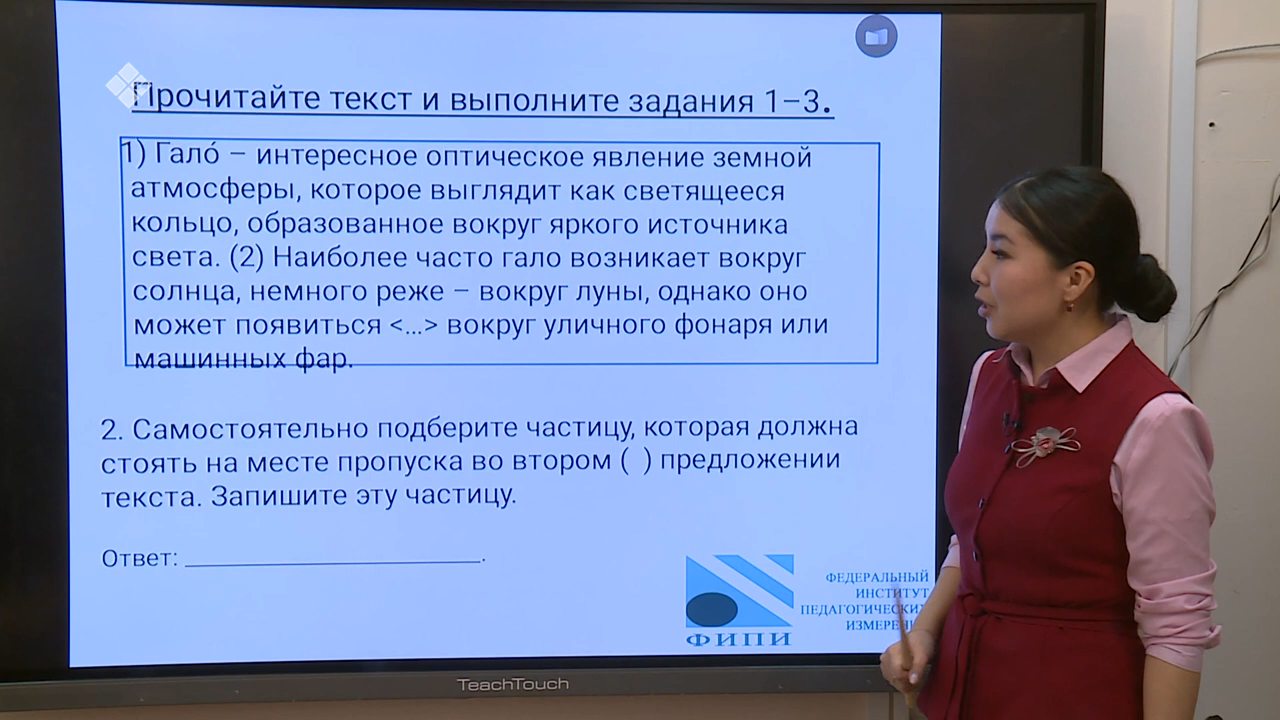 Прочитайте текст и выполните задания 1–3.
1) Гало́ – интересное оптическое явление земной
атмосферы, которое выглядит как светящееся
кольцо, образованное вокруг яркого источника
света. (2) Наиболее часто гало возникает вокруг
солнца, немного реже – вокруг луны, однако оно
может появиться <...> вокруг уличного фонаря или
машинных фар.
2. Самостоятельно подберите частицу, которая должна
стоять на месте пропуска во втором ( ) предложении
текста. Запишите эту частицу.
Ответ: ____________________.
ФЕДЕРАЛЬНЫЙ
ИНСТИТУТ
ПЕДАГОГИЧЕСКИХ
ИЗМЕРЕНИ
ФИПИ
TeachTouch